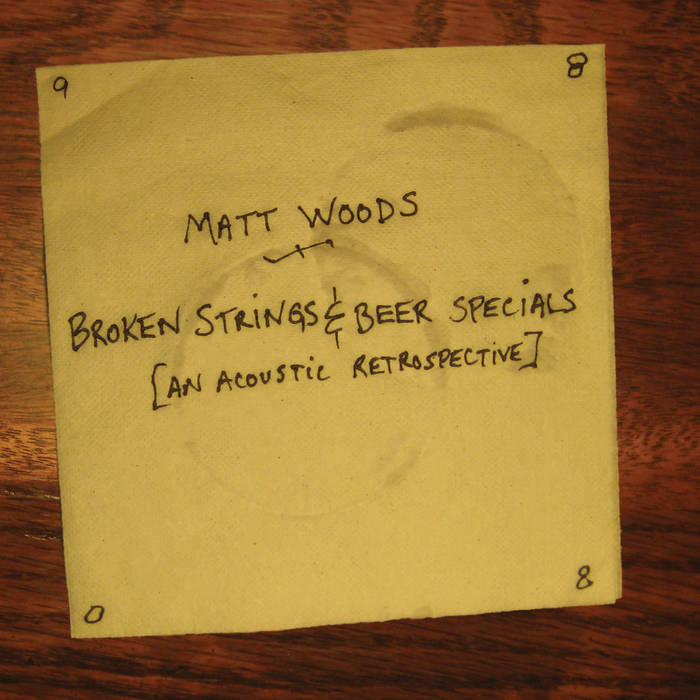 9 8
MATT WOODS
BROKEN STRINGS & BEER SPECIALS
[AN ACOUSTIC RETROSPECTIVE]
0 8